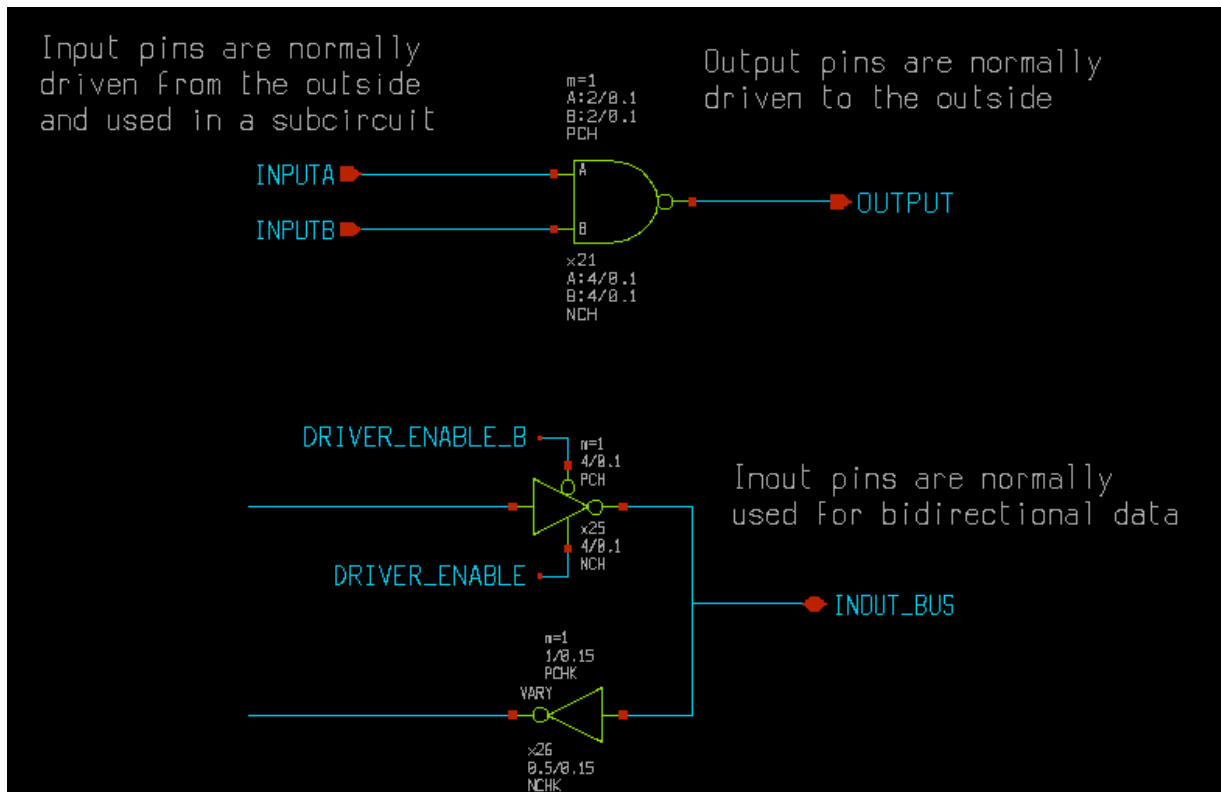 Input pins are normally
driven from the outside
and used in a subcircuit
m=1
A:2/0.1
B:2/0.1
PCH
Output pins are normally
driven to the outside
INPUTA
A
OUTPUT
INPUTB
B
x21
A:4/0.1
B:4/0.1
NCH
DRIVER_ENABLE_B
m=1
4/0.1
PCH
Inout pins are normally
used for bidirectional data
x25
4/0.1
NCH
DRIVER_ENABLE
INOUT_BUS
m=1
1/0.15
PCHK
VARY
x26
0.5/0.15
NCHK